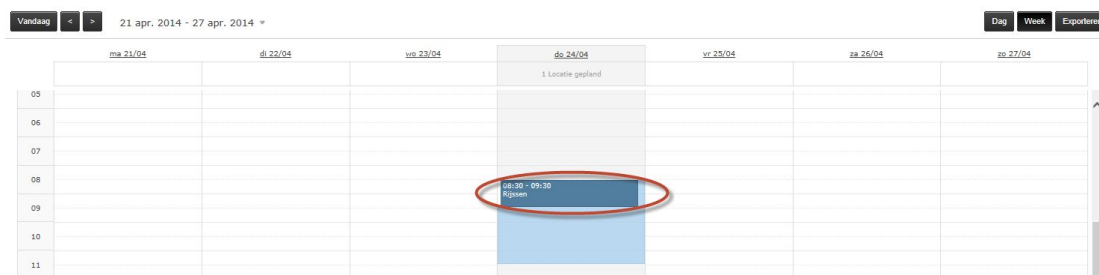 Vandaag < > 21 apr. 2014 - 27 apr. 2014 Dag Week Exporteren
ma 21/04 di 22/04 wo 23/04 do 24/04 vr 25/04 za 26/04 zo 27/04
1 Locatie gepland
05
06
07
08
08:30 - 09:30
Rijssen
09
10
11